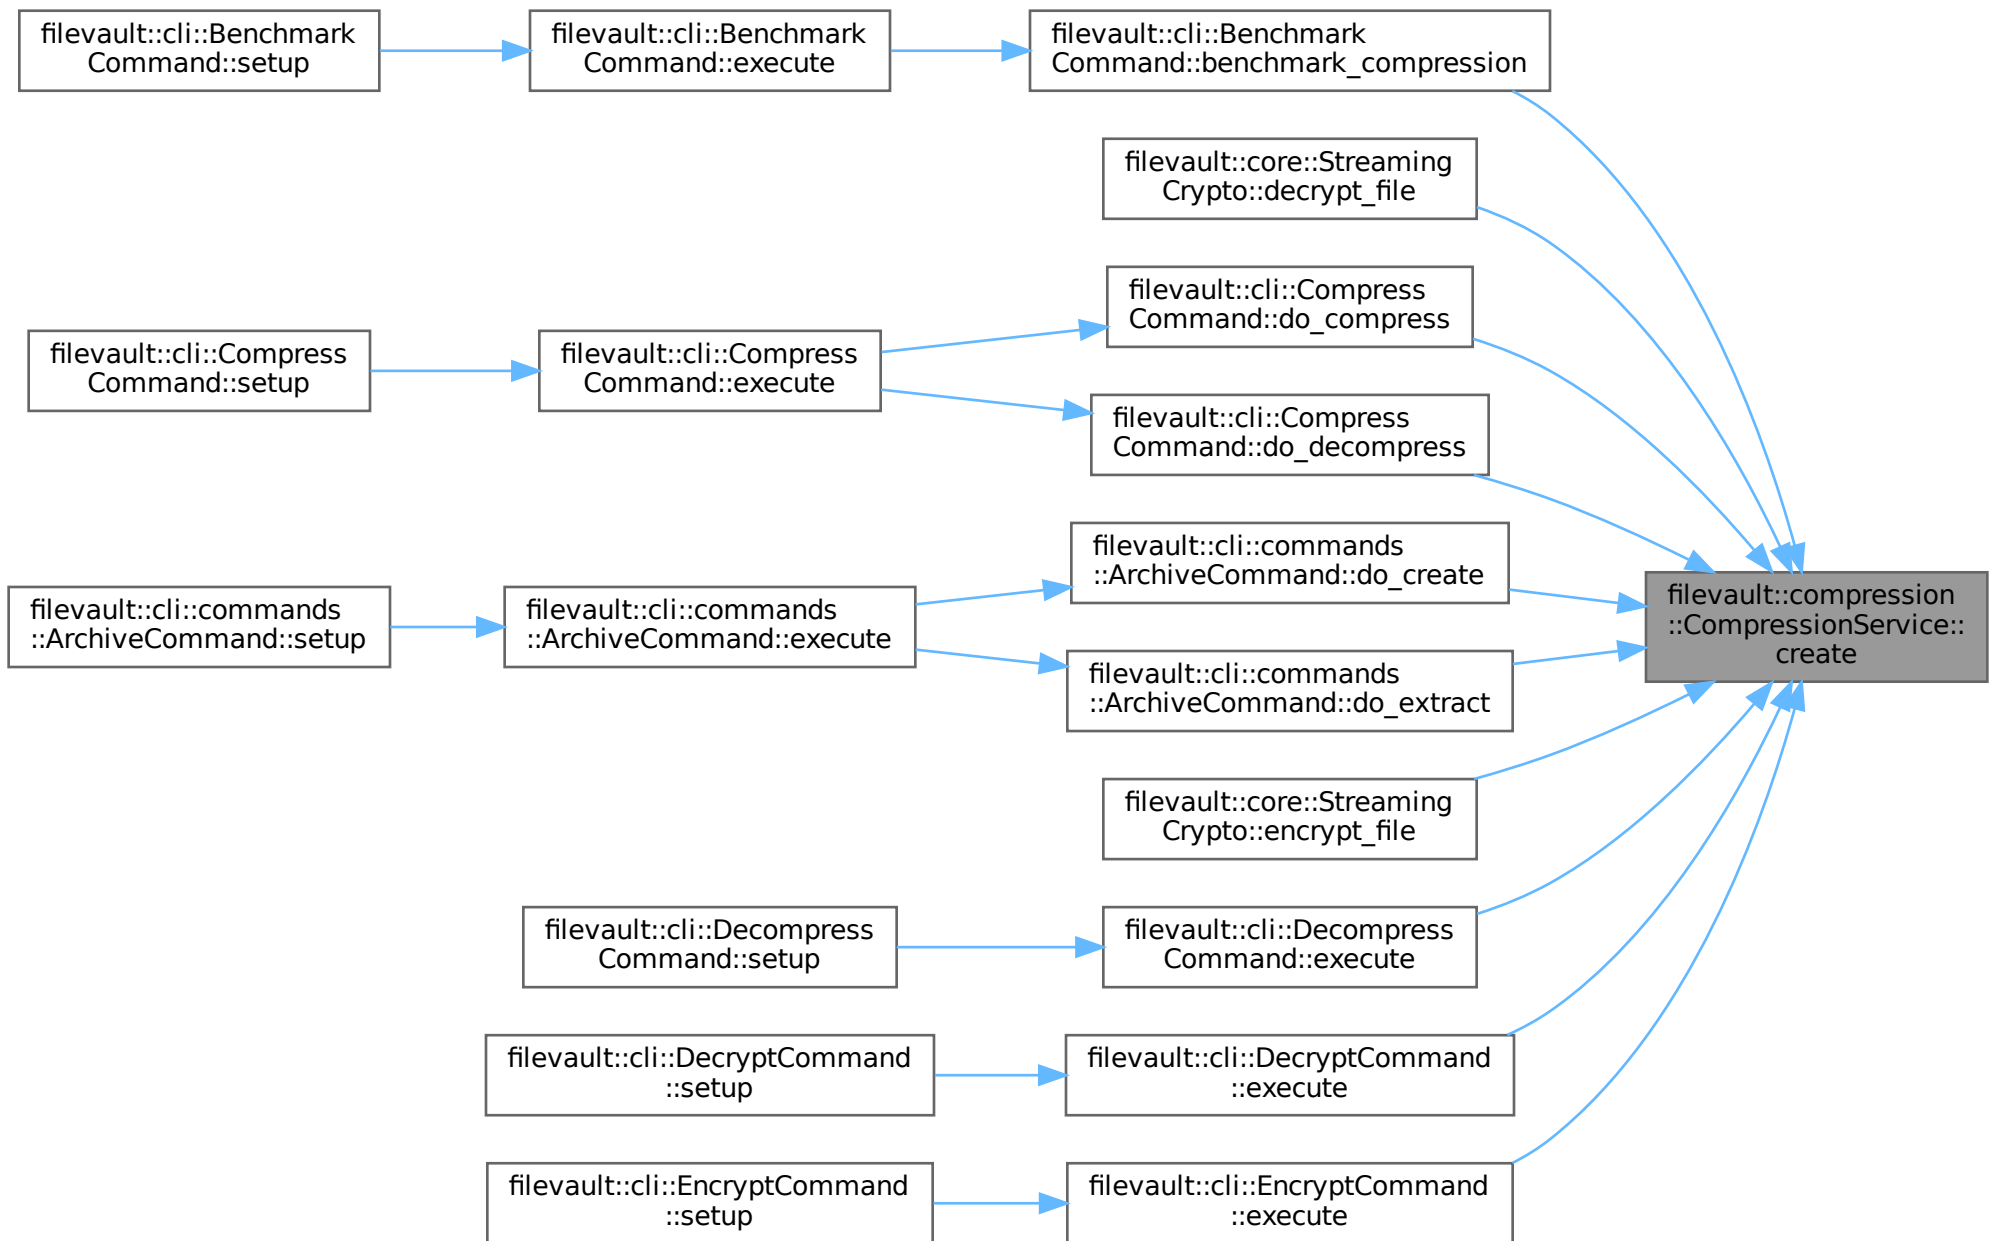 filevault::cli::Benchmark
Command::setup
filevault::cli::Benchmark
Command::execute
filevault::cli::Benchmark
Command::benchmark_compression
filevault::core::Streaming
Crypto::decrypt_file
filevault::cli::Compress
Command::do_compress
filevault::cli::Compress
Command::setup
filevault::cli::Compress
Command::execute
filevault::cli::Compress
Command::do_decompress
filevault::cli::commands
::ArchiveCommand::do_create
filevault::compression
::CompressionService::
create
filevault::cli::commands
::ArchiveCommand::setup
filevault::cli::commands
::ArchiveCommand::execute
filevault::cli::commands
::ArchiveCommand::do_extract
filevault::core::Streaming
Crypto::encrypt_file
filevault::cli::Decompress
Command::setup
filevault::cli::Decompress
Command::execute
filevault::cli::DecryptCommand
::setup
filevault::cli::DecryptCommand
::execute
filevault::cli::EncryptCommand
::setup
filevault::cli::EncryptCommand
::execute